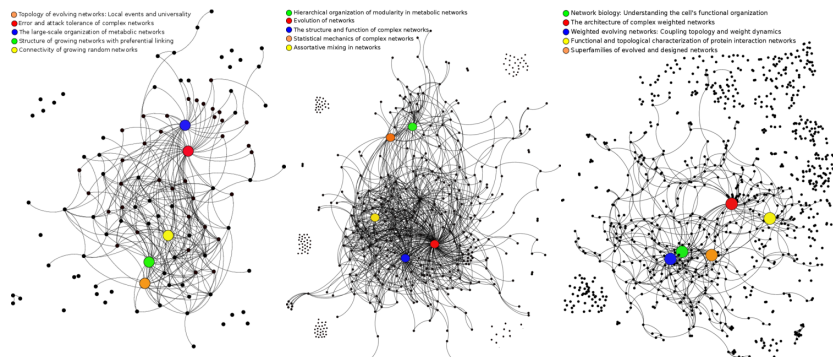 Topology of evolving networks: Local events and universality
Error and attack tolerance of complex networks
The large-scale organization of metabolic networks
Structure of growing networks with preferential linking
Connectivity of growing random networks
Hierarchical organization of modularity in metabolic networks
Evolution of networks
The structure and function of complex networks
Statistical mechanics of complex networks
Assortative mixing in networks
Network biology: Understanding the cell's functional organization
The architecture of complex weighted networks
Weighted evolving networks: Coupling topology and weight dynamics
Functional and topological characterization of protein interaction networks
Superfamilies of evolved and designed networks